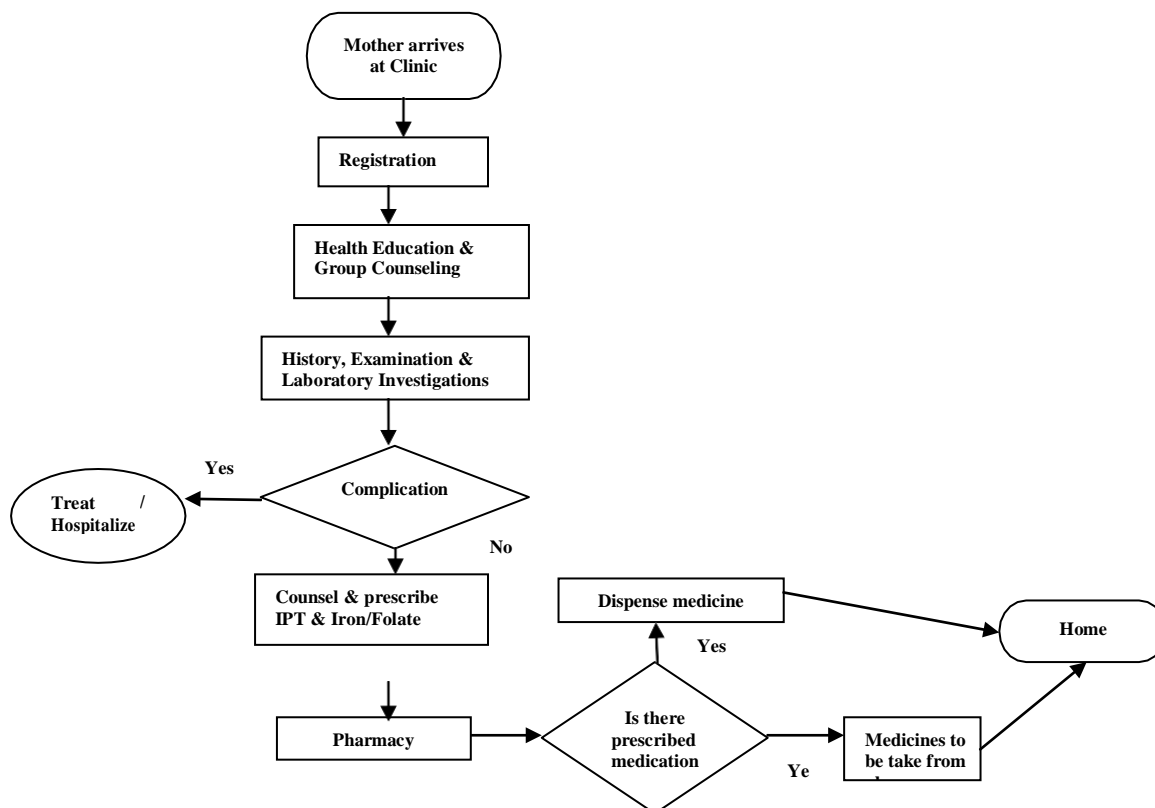 Mother arrives
at Clinic
Registration
Health Education &
Group Counseling
History, Examination &
Laboratory Investigations
Yes
Complication
Treat /
Hospitalize
No
Counsel & prescribe
IPT & Iron/Folate
Dispense medicine
Home
Yes
Pharmacy
Is there
prescribed
medication
Ye
Medicines to
be take from